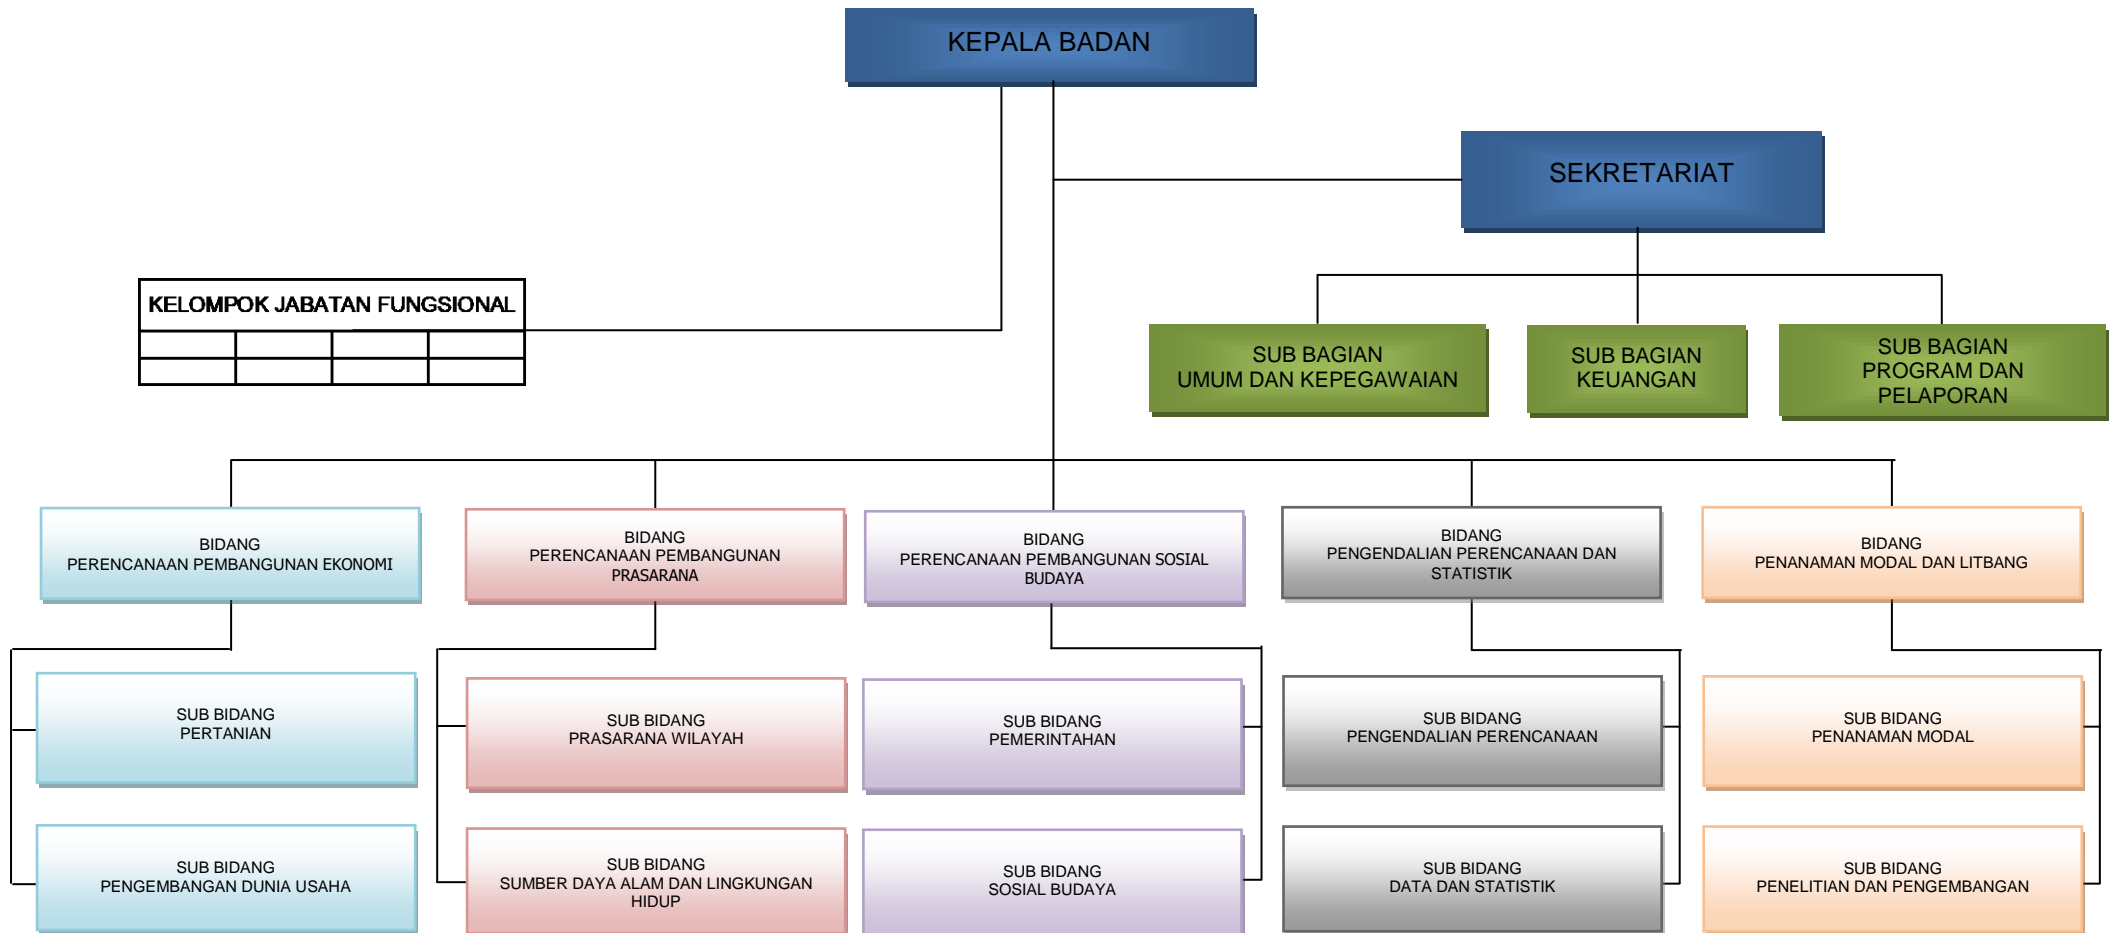 KEPALA BADAN
SEKRETARIAT
KELOMPOK JABATAN FUNGSIONAL
SUB BAGIAN
UMUM DAN KEPEGAWAIAN
SUB BAGIAN
KEUANGAN
SUB BAGIAN
PROGRAM DAN
PELAPORAN
BIDANG
PERENCANAAN PEMBANGUNAN EKONOMI
BIDANG
PERENCANAAN PEMBANGUNAN
PRASARANA
BIDANG
PERENCANAAN PEMBANGUNAN SOSIAL
BUDAYA
BIDANG
PENGENDALIAN PERENCANAAN DAN
STATISTIK
BIDANG
PENANAMAN MODAL DAN LITBANG
SUB BIDANG
PERTANIAN
SUB BIDANG
PRASARANA WILAYAH
SUB BIDANG
PEMERINTAHAN
SUB BIDANG
PENGENDALIAN PERENCANAAN
SUB BIDANG
PENANAMAN MODAL
SUB BIDANG
PENGEMBANGAN DUNIA USAHA
SUB BIDANG
SUMBER DAYA ALAM DAN LINGKUNGAN
HIDUP
SUB BIDANG
SOSIAL BUDAYA
SUB BIDANG
DATA DAN STATISTIK
SUB BIDANG
PENELITIAN DAN PENGEMBANGAN